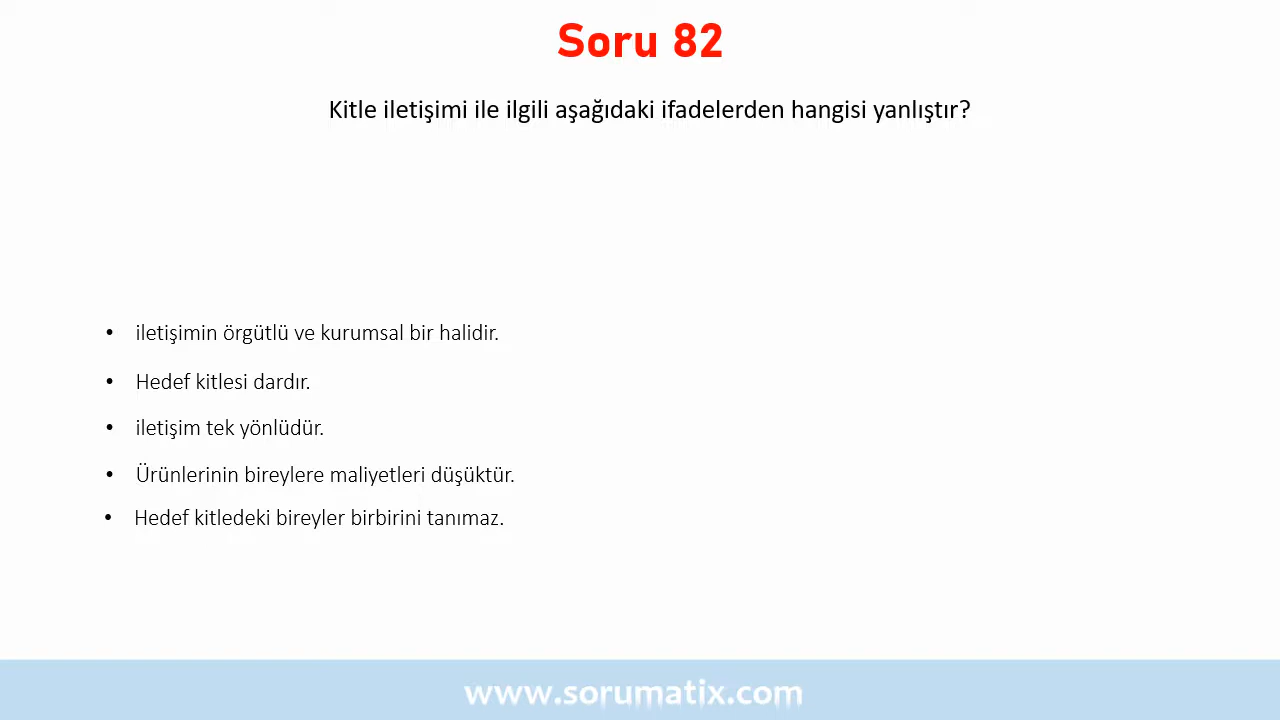 Soru 82
Kitle iletişimi ile ilgili aşağıdaki ifadelerden hangisi yanlıştır?
• iletişimin örgütlü ve kurumsal bir halidir.
• Hedef kitlesi dardır.
• iletişim tek yönlüdür.
• Ürünlerinin bireylere maliyetleri düşüktür.
• Hedef kitledeki bireyler birbirini tanımaz.
www.sorumatix.com